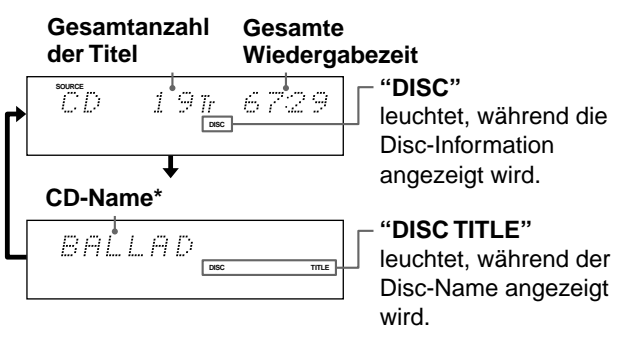 Gesamtanzahl
der Titel
Gesamte
Wiedergabezeit
SOURCE
CD 19Tr 67:29
DISC
“DISC”
leuchtet, während die
Disc-Information
angezeigt wird.
CD-Name*
BALLAD
DISC TITLE
“DISC TITLE”
leuchtet, während der
Disc-Name angezeigt
wird.